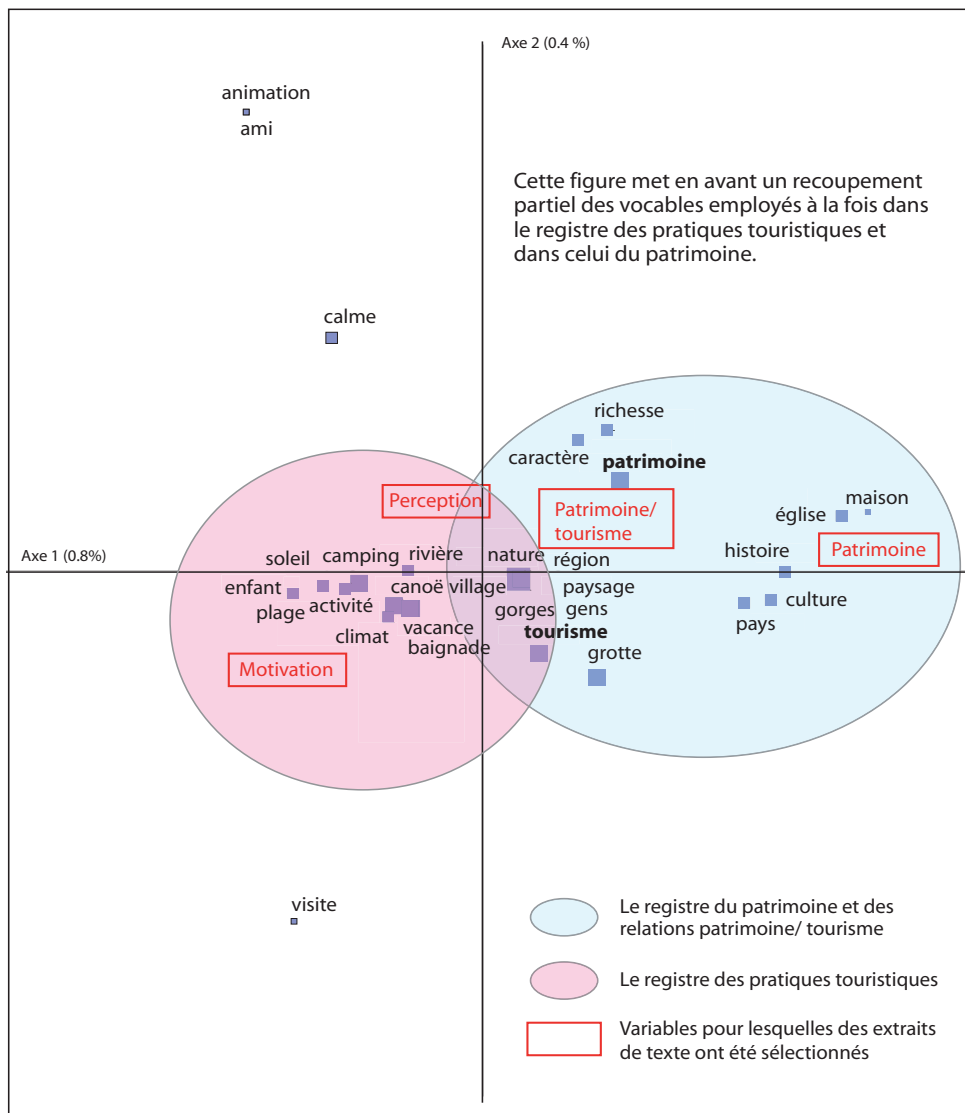 Axe 2 (0.4 %)
animation
ami
Cette figure met en avant un recoupement
partiel des vocables employés à la fois dans
le registre des pratiques touristiques et
dans celui du patrimoine.
calme
richesse
caractère
patrimoine
Perception
Patrimoine/
tourisme
maison
église
Patrimoine
histoire
Axe 1 (0.8%)
soleil
camping
rivière
nature
région
enfant
canoë
village
paysage
plage
activité
gorges
gens
culture
pays
climat
vacance
tourisme
baignade
grotte
Motivation
visite
Le registre du patrimoine et des
relations patrimoine/ tourisme
Le registre des pratiques touristiques
Variables pour lesquelles des extraits
de texte ont été sélectionnés